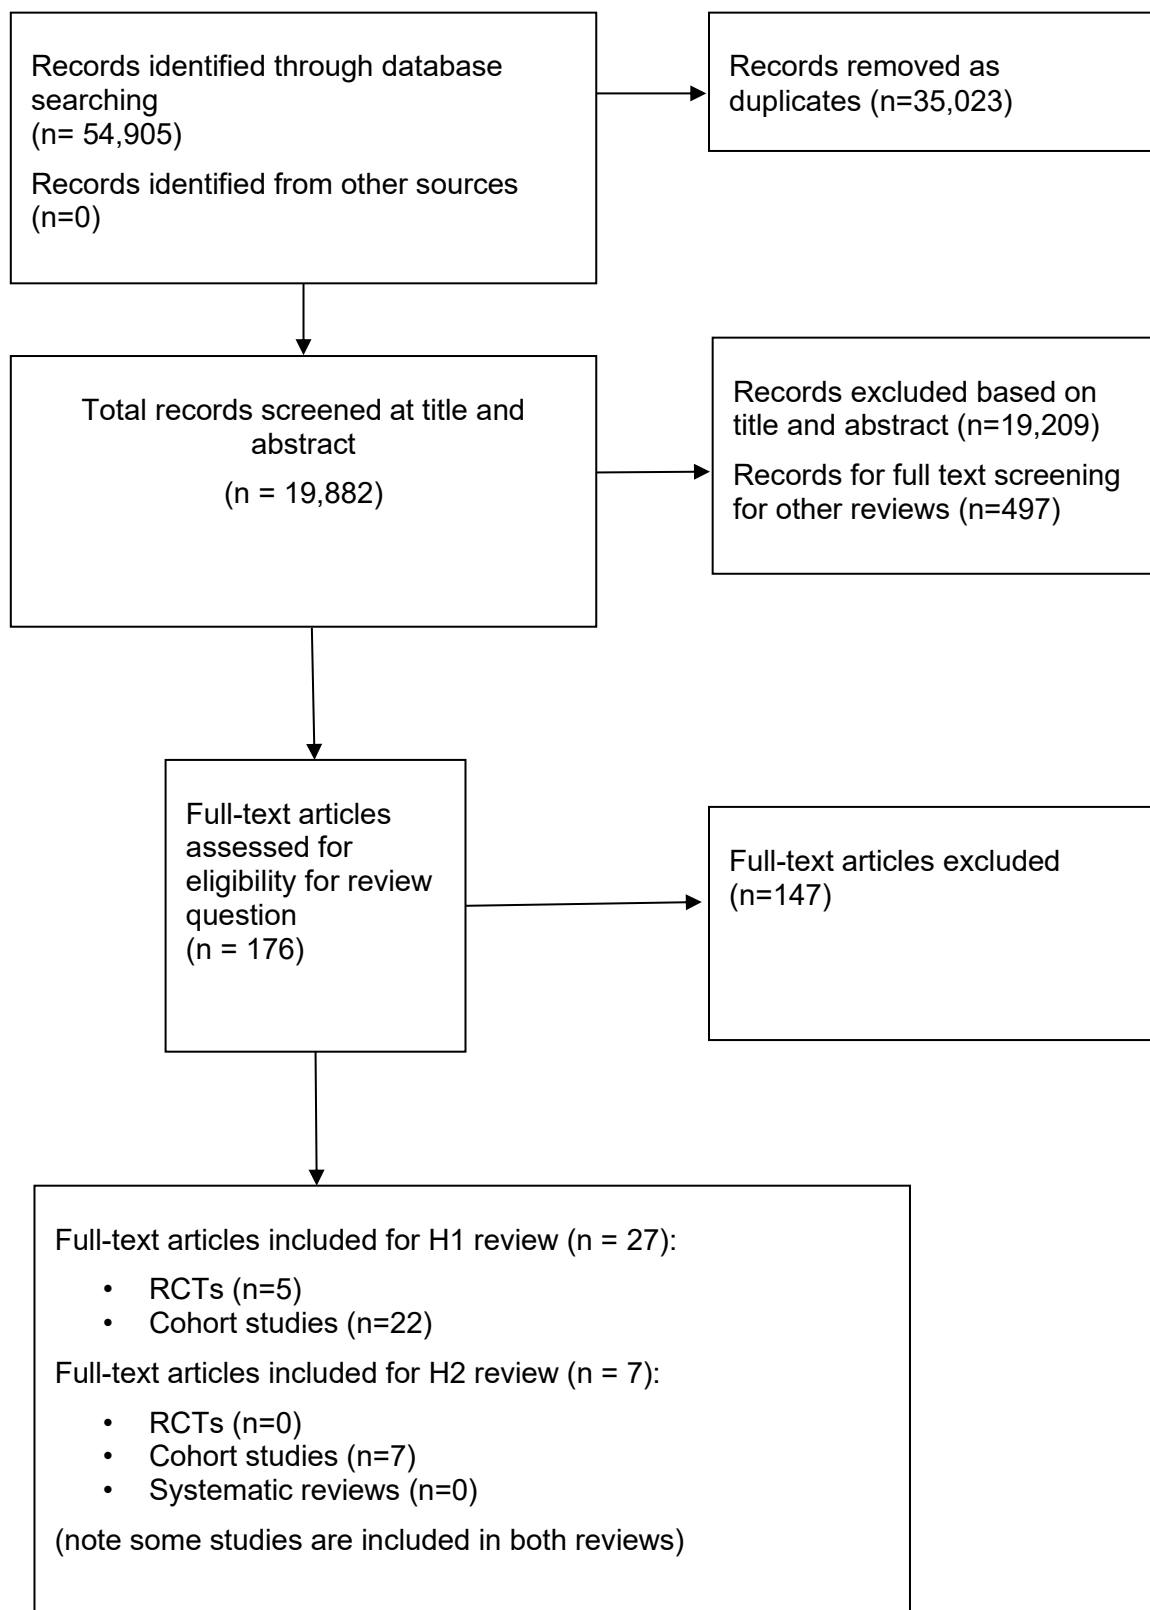 Records identified through database
searching
(n= 54,905)
Records identified from other sources
(n=0)
Records removed as
duplicates (n=35,023)
Total records screened at title and
abstract
(n = 19,882)
Records excluded based on
title and abstract (n=19,209)
Records for full text screening
for other reviews (n=497)
Full-text articles
assessed for
eligibility for review
question
(n = 176)
Full-text articles excluded
(n=147)
Full-text articles included for H1 review (n = 27):
• RCTs (n=5)
• Cohort studies (n=22)
Full-text articles included for H2 review (n = 7):
• RCTs (n=0)
• Cohort studies (n=7)
• Systematic reviews (n=0)
(note some studies are included in both reviews)